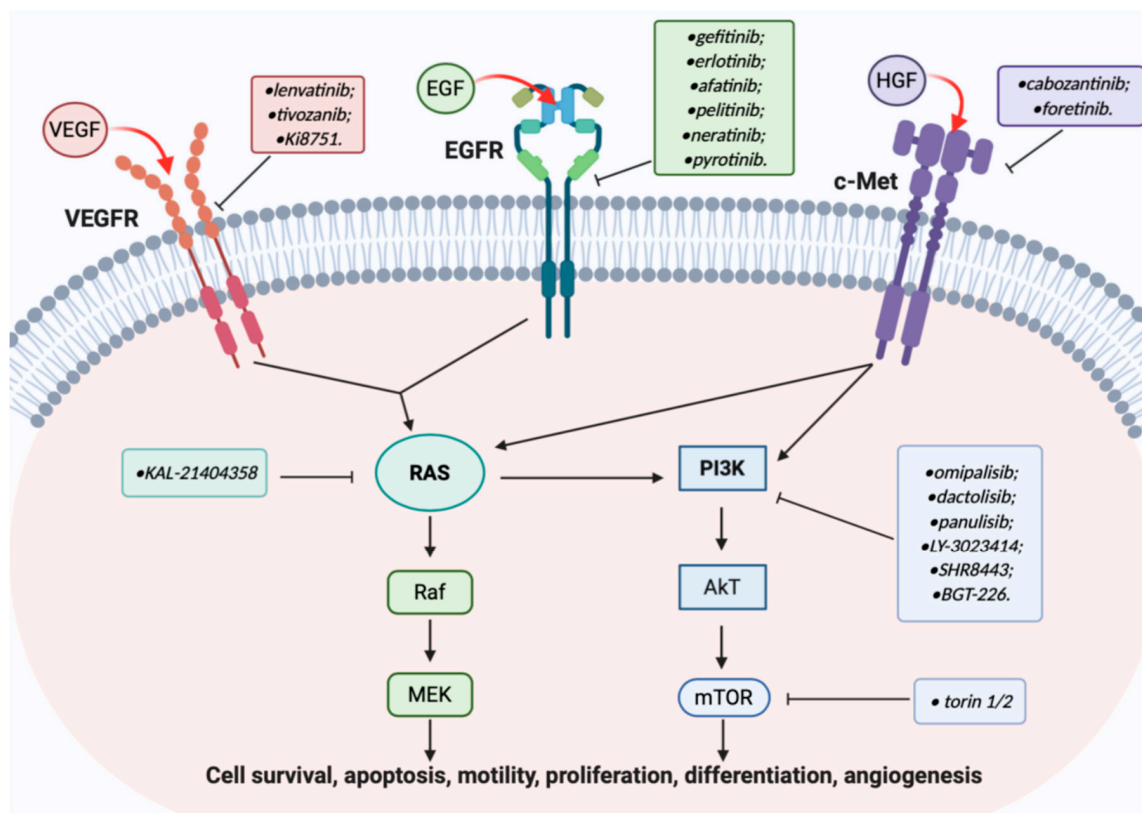 VEGF
•lenvatinib;
•tivozanib;
•Ki8751.
VEGFR
EGF
EGFR
•gefitinib;
•erlotinib;
•afatinib;
•pelitinib;
•neratinib;
•pyrotinib.
HGF
•cabozantinib;
•foretinib.
c-Met
•KAL-21404358
RAS
PI3K
•omipalisib;
•dactolisib;
•panulisib;
•LY-3023414;
•SHR8443;
•BGT-226.
Raf
AkT
MEK
mTOR
• torin 1/2
Cell survival, apoptosis, motility, proliferation, differentiation, angiogenesis